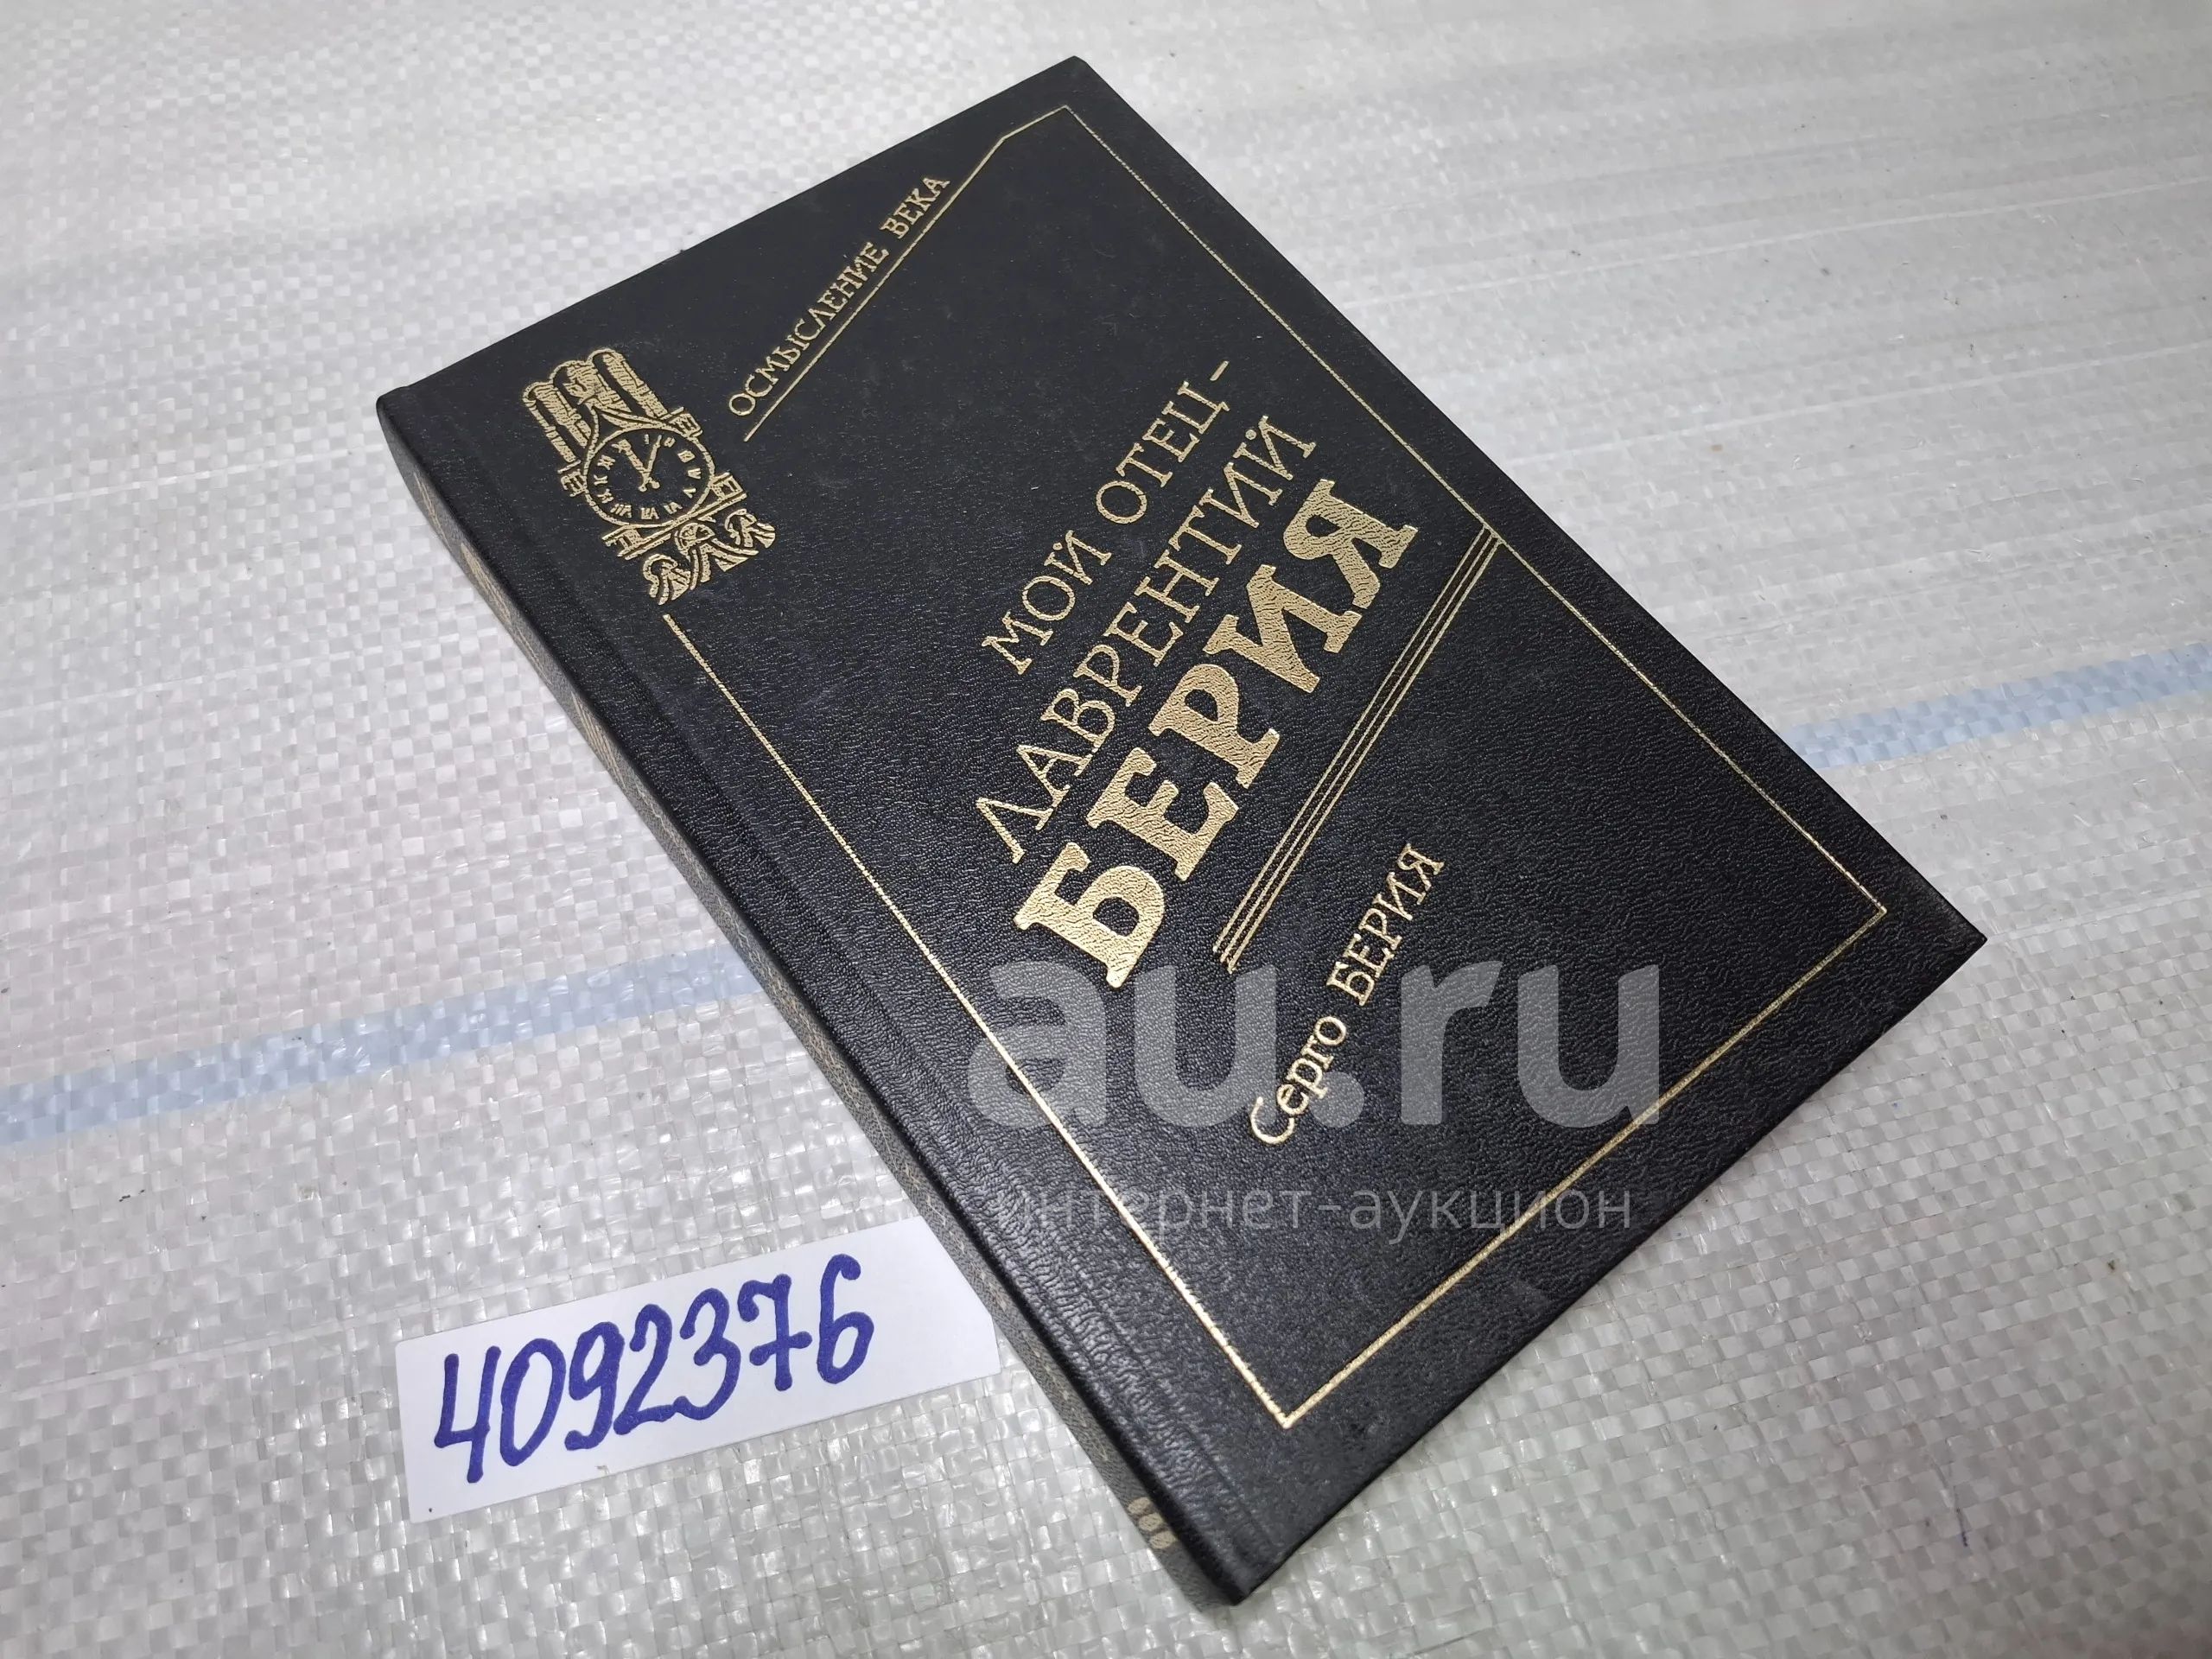 ОСМЫСЛЕНИЕ ВЕКА
МОЙ ОТЕЦ –
ЛАВРЕНТИЙ
БЕРИЯ
Серго БЕРИЯ
au.ru
интернет-аукцион
4092376